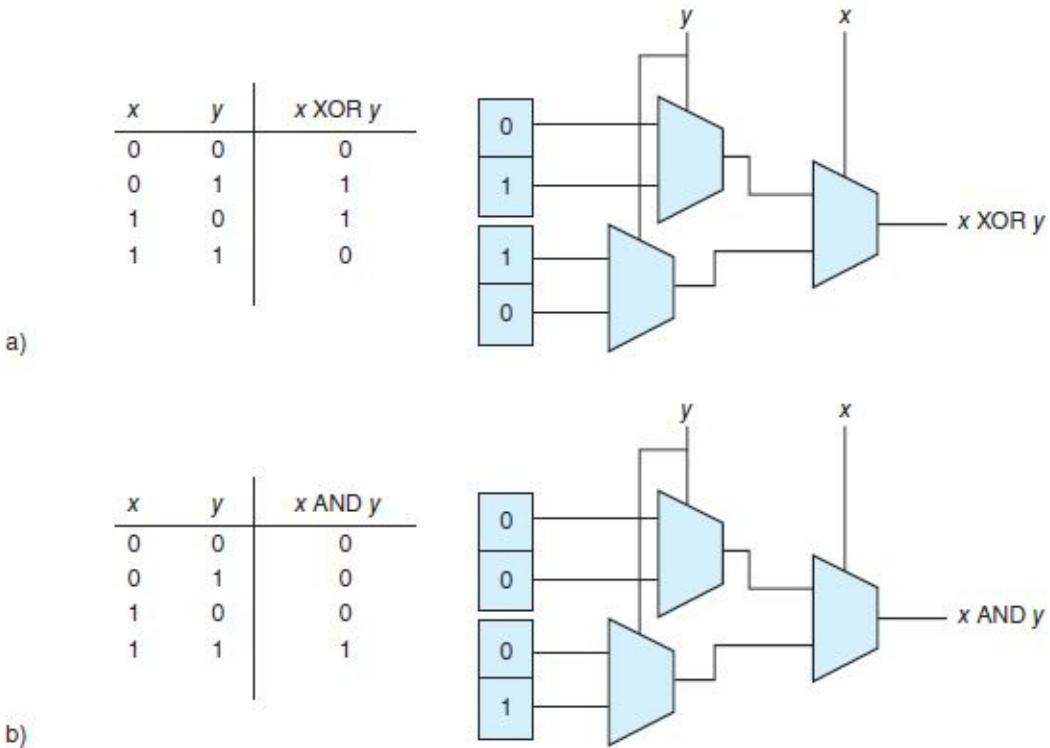 y x
x y x XOR y
0 0 0
0 1 1
1 0 1
1 1 0
0
1
1
0
x XOR y
a)
y x
x y x AND y
0 0 0
0 1 0
1 0 0
1 1 1
0
0
0
1
x AND y
b)